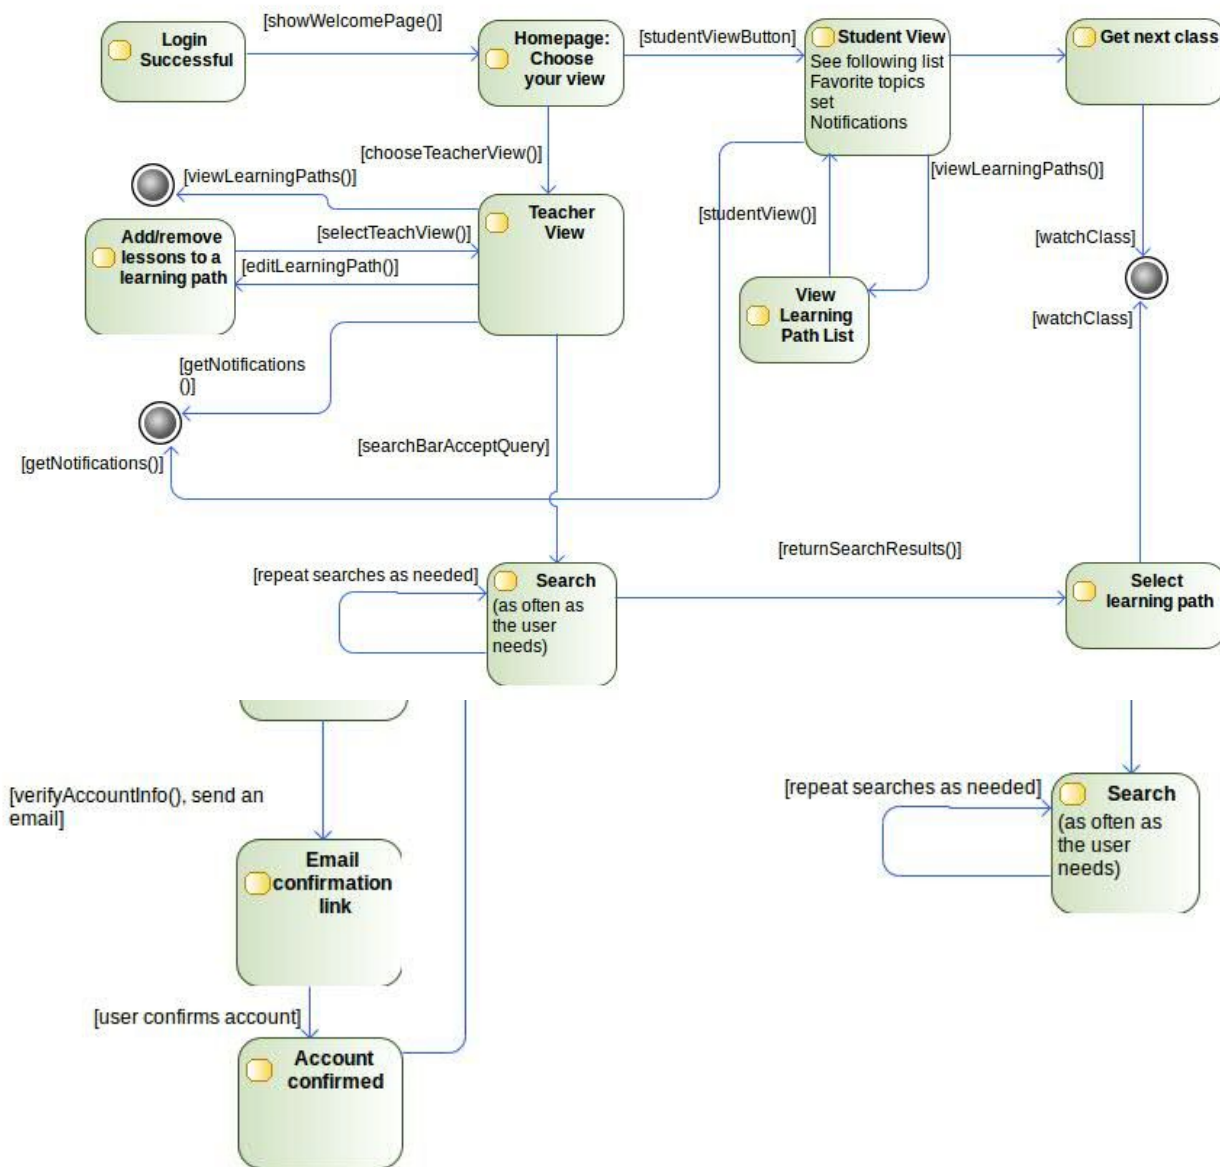 [showWelcomePage()]
Login
Successful
Homepage:
Choose
your view
[studentViewButton]
Student View
See following list
Favorite topics
set
Notifications
Get next class
[chooseTeacherView()]
[viewLearningPaths()]
[viewLearningPaths()]
Add/remove
lessons to a
learning path
[selectTeachView()]
[editLearningPath()]
Teacher
View
[studentView()]
[watchClass]
View
Learning
Path List
[watchClass]
[getNotifications
()]
[getNotifications()]
[searchBarAcceptQuery]
[returnSearchResults()]
[repeat searches as needed]
Search
(as often as
the user
needs)
Select
learning path
[verifyAccountInfo(), send an
email]
Email
confirmation
link
[user confirms account]
Account
confirmed
[repeat searches as needed]
Search
(as often as
the user
needs)